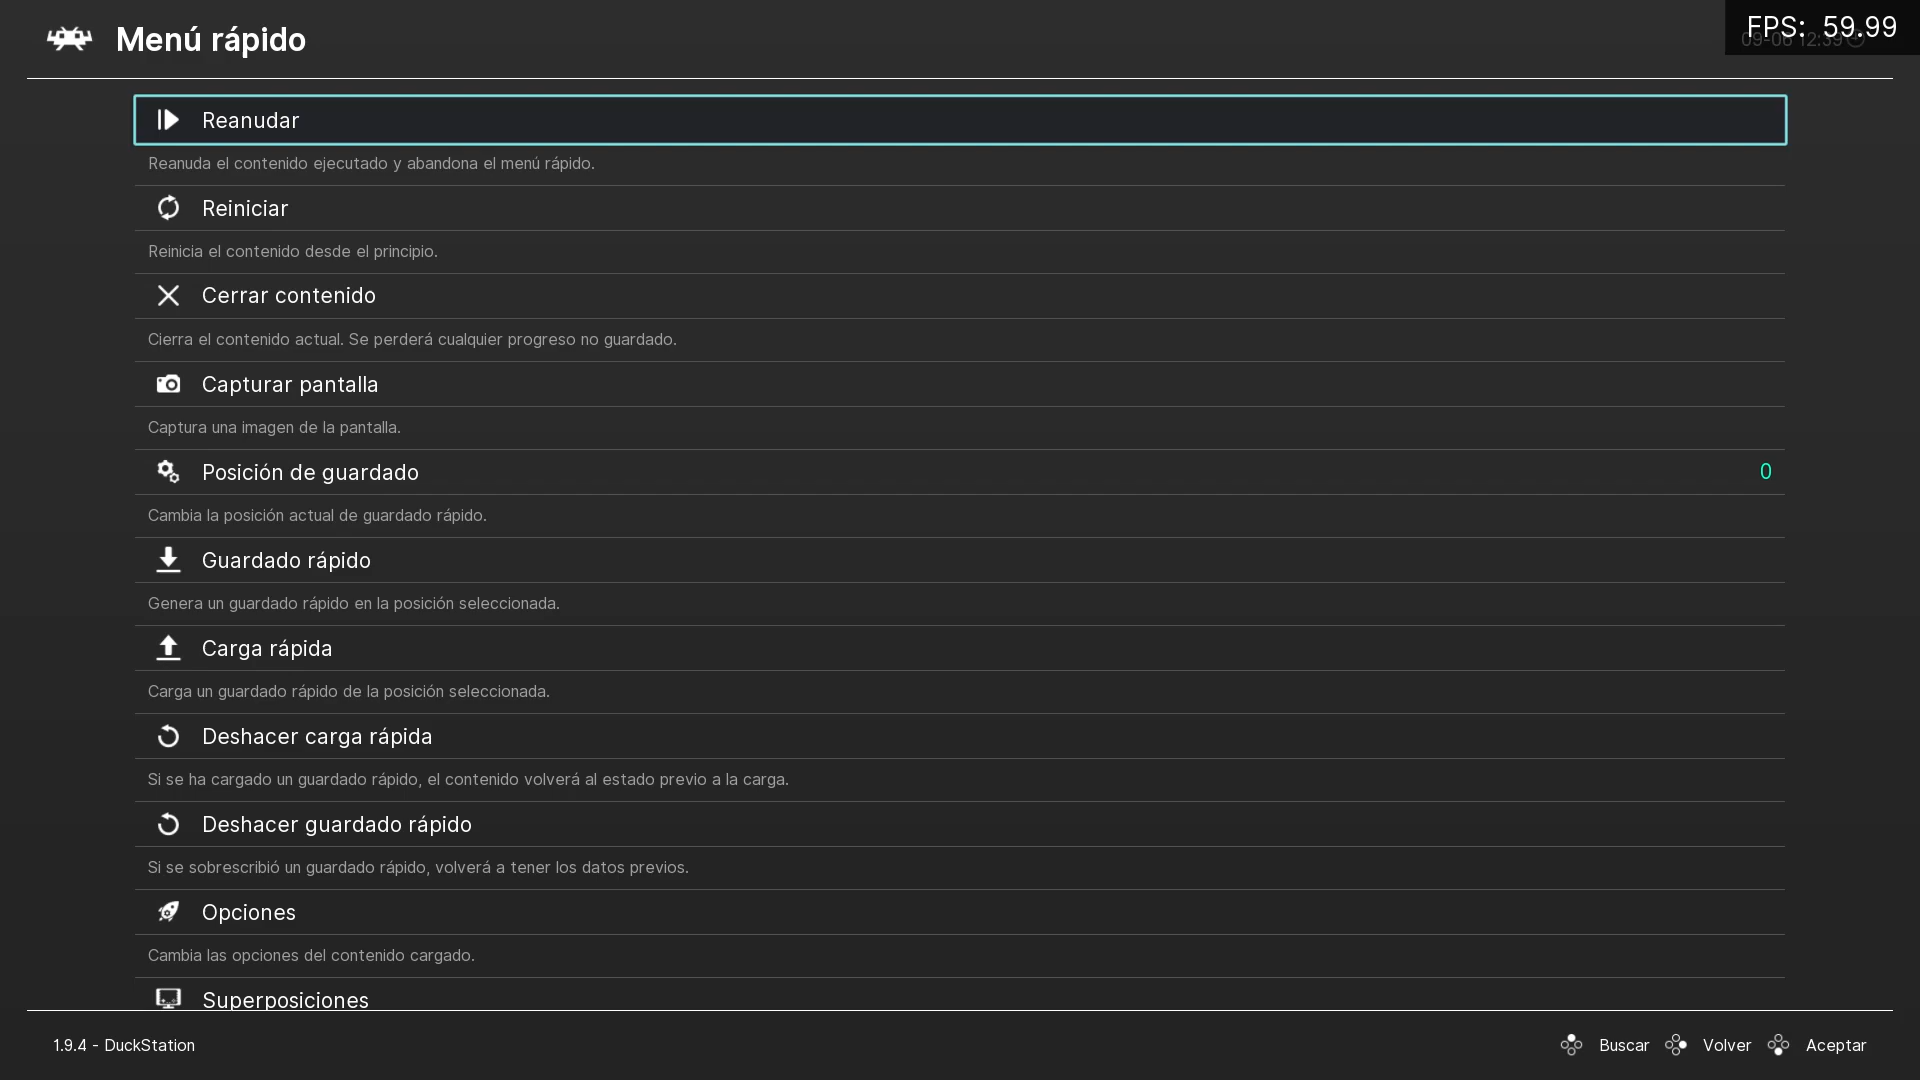 Menú rápido
FPS: 59.99
09-06 12:39
Reanudar
Reanuda el contenido ejecutado y abandona el menú rápido.
Reiniciar
Reinicia el contenido desde el principio.
Cerrar contenido
Cierra el contenido actual. Se perderá cualquier progreso no guardado.
Capturar pantalla
Captura una imagen de la pantalla.
Posición de guardado 0
Cambia la posición actual de guardado rápido.
Guardado rápido
Genera un guardado rápido en la posición seleccionada.
Carga rápida
Carga un guardado rápido de la posición seleccionada.
Deshacer carga rápida
Si se ha cargado un guardado rápido, el contenido volverá al estado previo a la carga.
Deshacer guardado rápido
Si se sobrescribió un guardado rápido, volverá a tener los datos previos.
Opciones
Cambia las opciones del contenido cargado.
Superposiciones
1.9.4 - DuckStation
Buscar Volver Aceptar